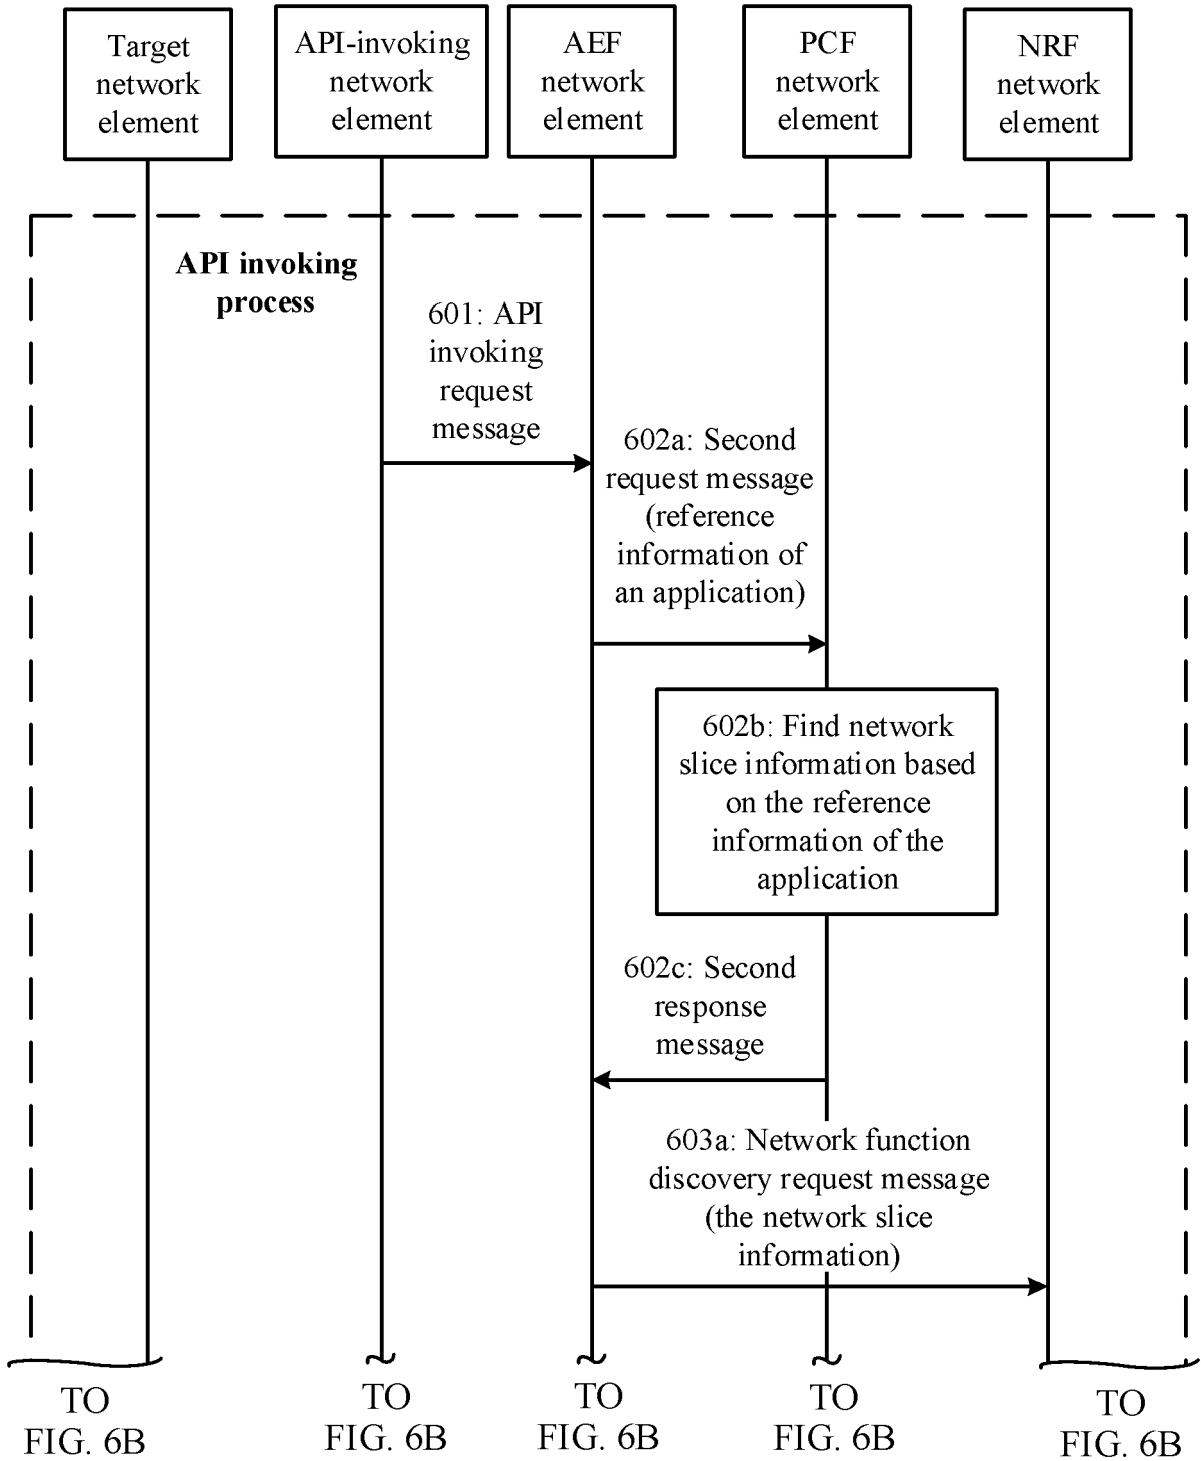 Target
network
element
API-invoking
network
element
AEF
network
element
PCF
network
element
NRF
network
element
API invoking
process
601: API
invoking
request
message
602a: Second
request message
(reference
information of
an application)
602b: Find network
slice information based
on the reference
information of the
application
602c: Second
response
message
603a: Network function
discovery request message
(the network slice
information)
TO
FIG. 6B
TO
FIG. 6B
TO
FIG. 6B
TO
FIG. 6B
TO
FIG. 6B